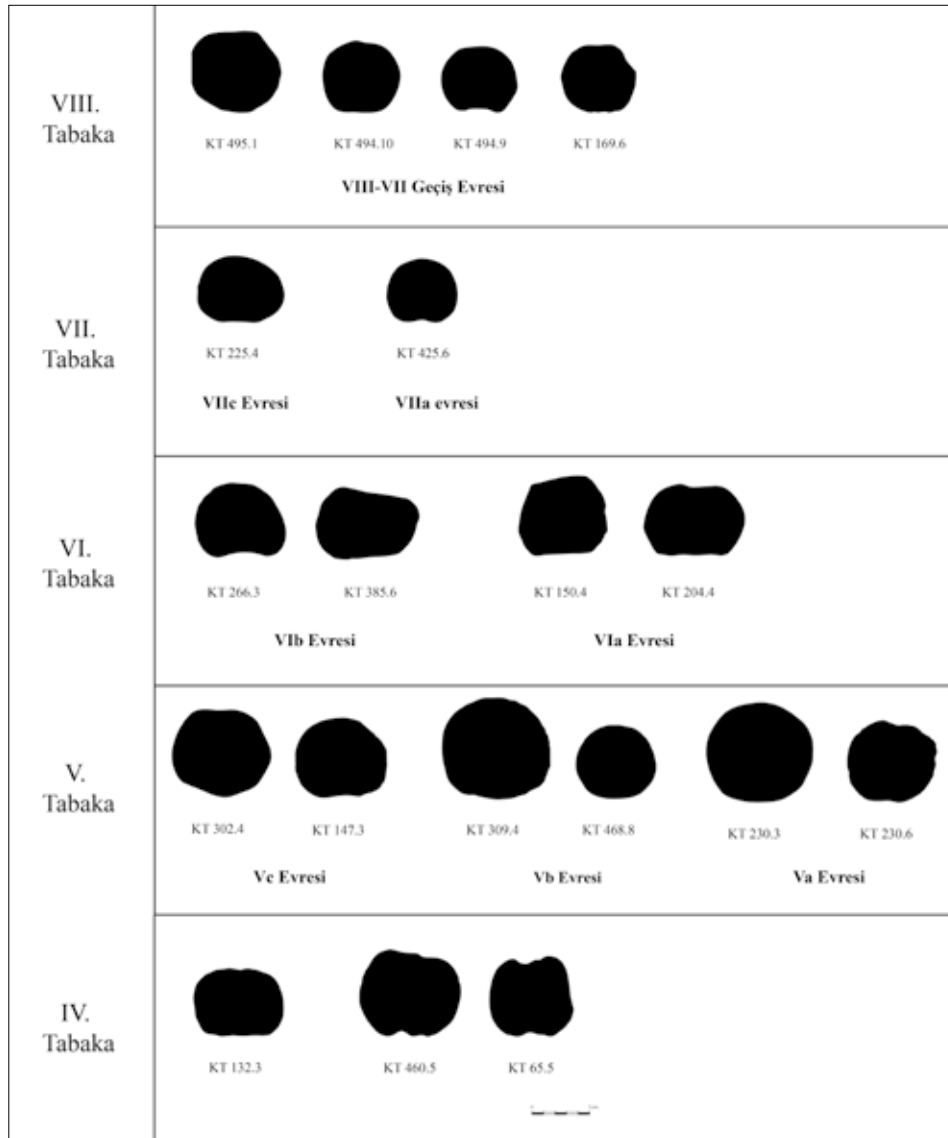 VIII.
Tabaka
KT 495.1 KT 494.10 KT 494.9 KT 169.6
VIII-VII Geçiş Evresi
VII.
Tabaka
KT 225.4 KT 425.6
VIIc Evresi VIIa evresi
VI.
Tabaka
KT 266.3 KT 385.6 KT 150.4 KT 204.4
VIb Evresi VIa Evresi
V.
Tabaka
KT 302.4 KT 147.3 KT 309.4 KT 468.8 KT 230.3 KT 230.6
Vc Evresi Vb Evresi Va Evresi
IV.
Tabaka
KT 132.3 KT 460.5 KT 65.5